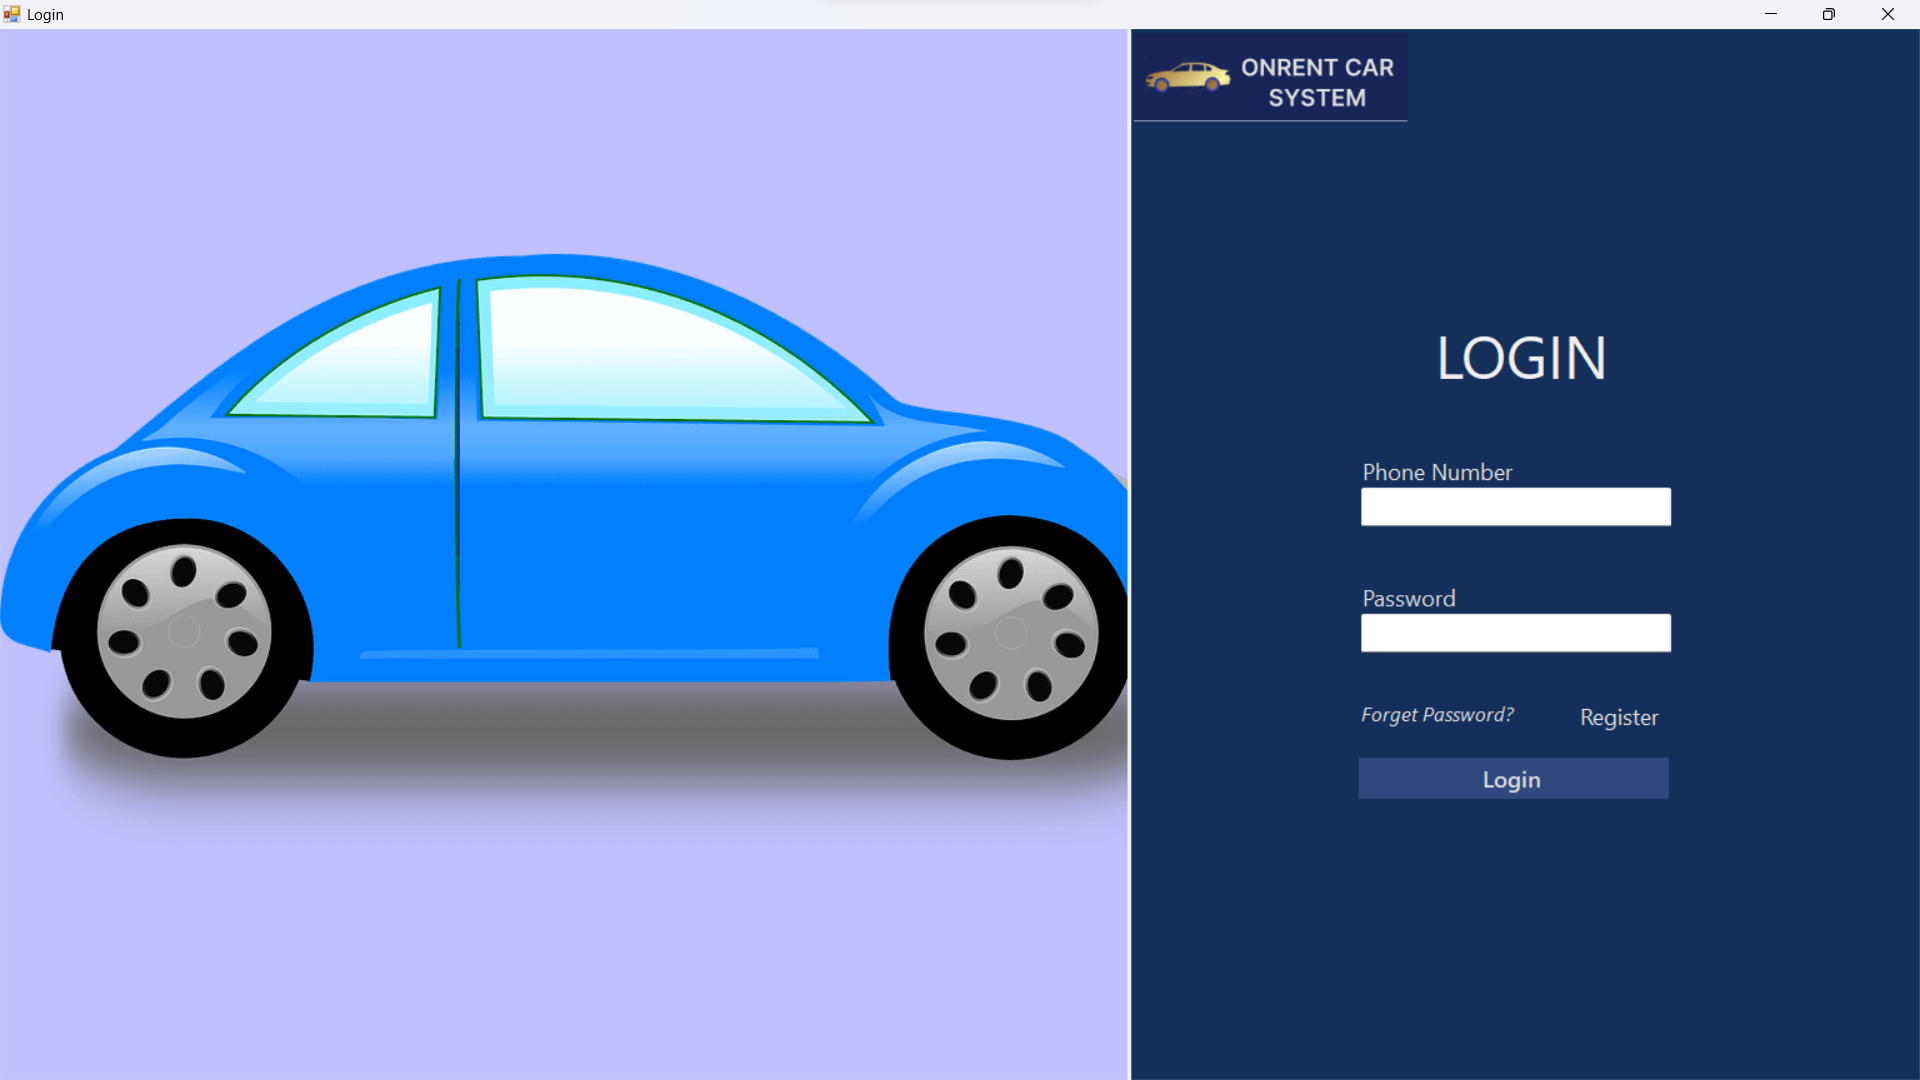 Login
ONRENT CAR
SYSTEM
LOGIN
Phone Number
Password
Forget Password?
Register
Login